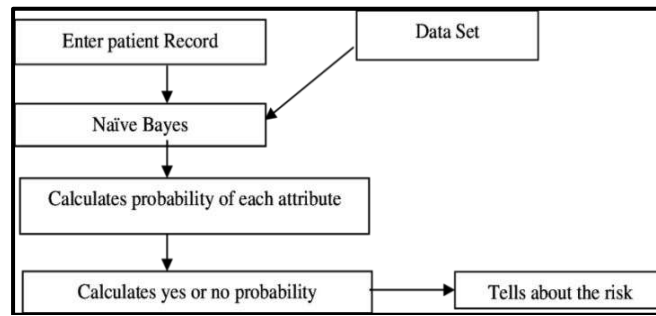 Enter patient Record
Data Set
Naïve Bayes
Calculates probability of each attribute
Calculates yes or no probability
Tells about the risk